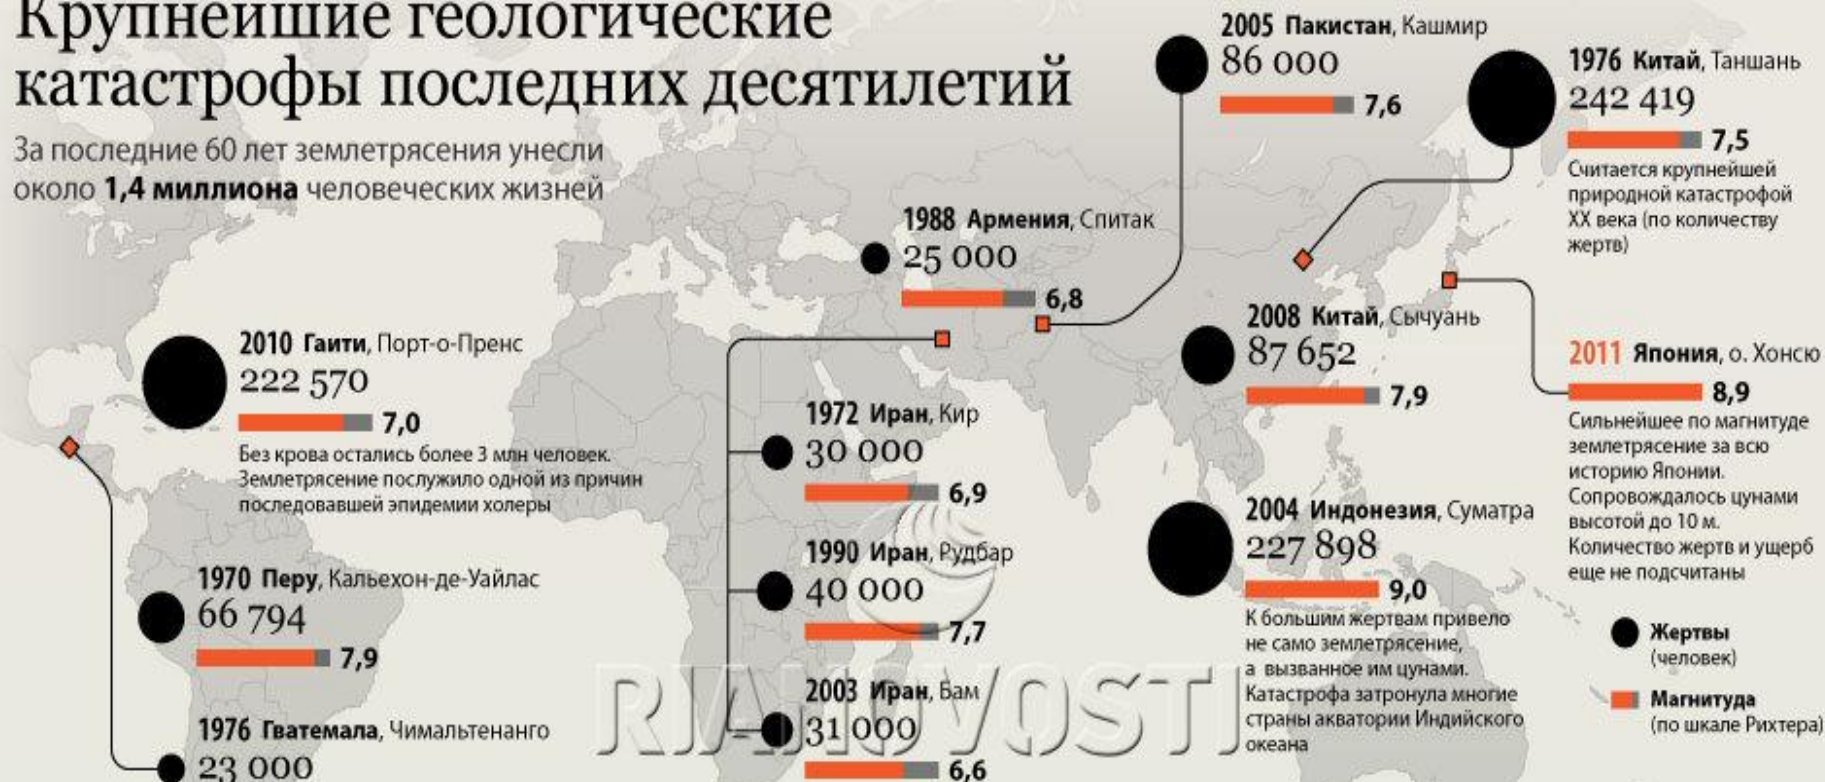 Крупнейшие геологические
катастрофы последних десятилетий
За последние 60 лет землетрясения унесли
около 1,4 миллиона человеческих жизней
2005 Пакистан, Кашмир
86 000
7,6
1976 Китай, Таншань
242 419
7,5
Считается крупнейшей
природной катастрофой
XX века (по количеству
жертв)
1988 Армения, Спитак
25 000
6,8
2010 Гаити, Порт-о-Пренс
222 570
7,0
Без крова остались более 3 млн человек.
Землетрясение послужило одной из причин
последовавшей эпидемии холеры
2008 Китай, Сычуань
87 652
7,9
2011 Япония, о. Хонсю
8,9
Сильнейшее по магнитуде
землетрясение за всю
историю Японии.
Сопровождалось цунами
высотой до 10 м.
Количество жертв и ущерб
еще не подсчитаны
1972 Иран, Кир
30 000
6,9
1990 Иран, Рудбар
40 000
7,7
2003 Иран, Бам
31 000
6,6
2004 Индонезия, Суматра
227 898
9,0
К большим жертвам привело
не само землетрясение,
а вызванное им цунами.
Катастрофа затронула многие
страны акватории Индийского
океана
1970 Перу, Кальехон-де-Уайлас
66 794
7,9
1976 Гватемала, Чимальтенанго
23 000
Жертвы
(человек)
Магнитуда
(по шкале Рихтера)
RIANOVOSTI